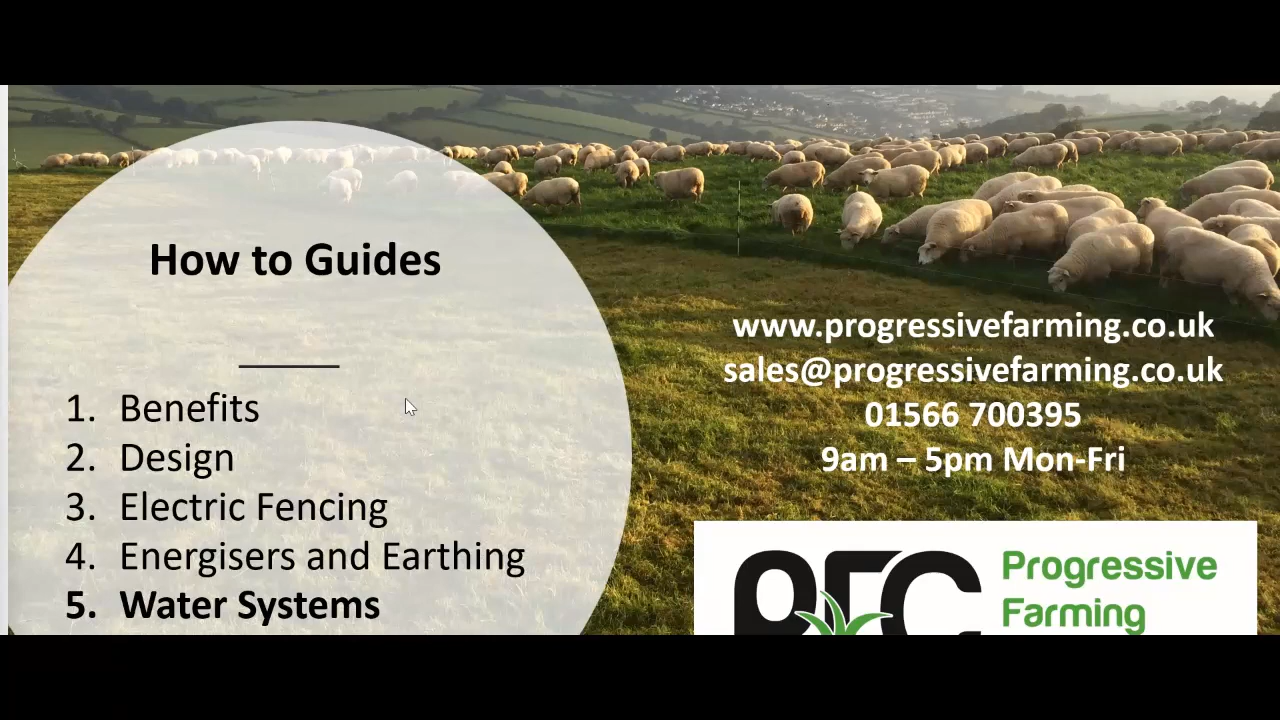 How to Guides
1. Benefits
2. Design
3. Electric Fencing
4. Energisers and Earthing
5. Water Systems
www.progressivefarming.co.uk
sales@progressivefarming.co.uk
01566 700395
9am – 5pm Mon-Fri
PFC
Progressive
Farming